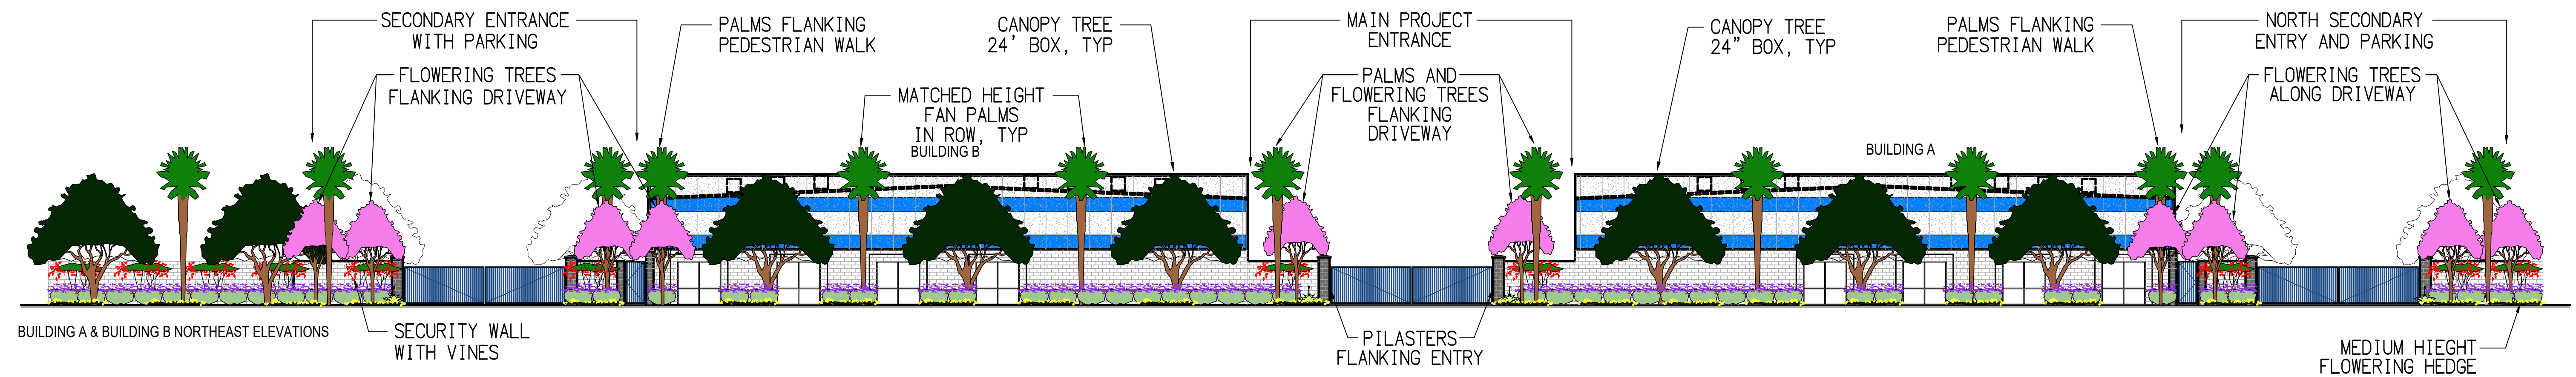 SECONDARY ENTRANCE
WITH PARKING
FLOWERING TREES
FLANKING DRIVEWAY
PALMS FLANKING
PEDESTRIAN WALK
CANOPY TREE
24' BOX, TYP
MATCHED HEIGHT
FAN PALMS
IN ROW, TYP
BUILDING B
MAIN PROJECT
ENTRANCE
PALMS AND
FLOWERING TREES
FLANKING
DRIVEWAY
CANOPY TREE
24" BOX, TYP
BUILDING A
PALMS FLANKING
PEDESTRIAN WALK
NORTH SECONDARY
ENTRY AND PARKING
FLOWERING TREES
ALONG DRIVEWAY
BUILDING A & BUILDING B NORTHEAST ELEVATIONS
SECURITY WALL
WITH VINES
PILASTERS
FLANKING ENTRY
MEDIUM HIEGHT
FLOWERING HEDGE